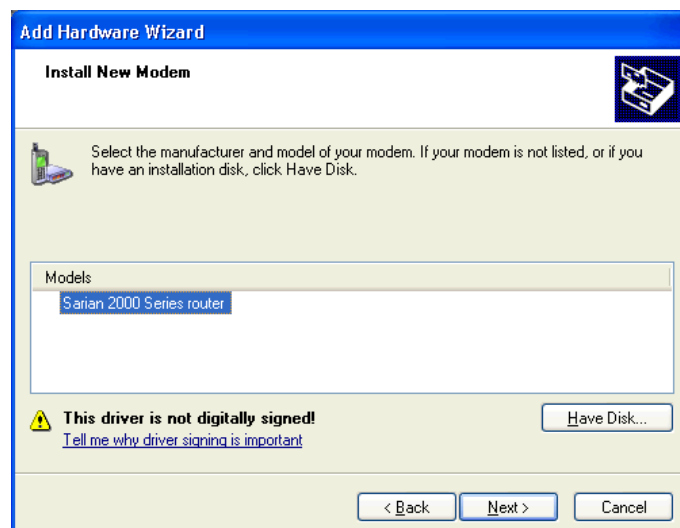 Add Hardware Wizard
Install New Modem
Select the manufacturer and model of your modem. If your modem is not listed, or if you
have an installation disk, click Have Disk.
Models
Sarian 2000 Series router
This driver is not digitally signed!
Have Disk...
Tell me why driver signing is important
< Back
Next >
Cancel